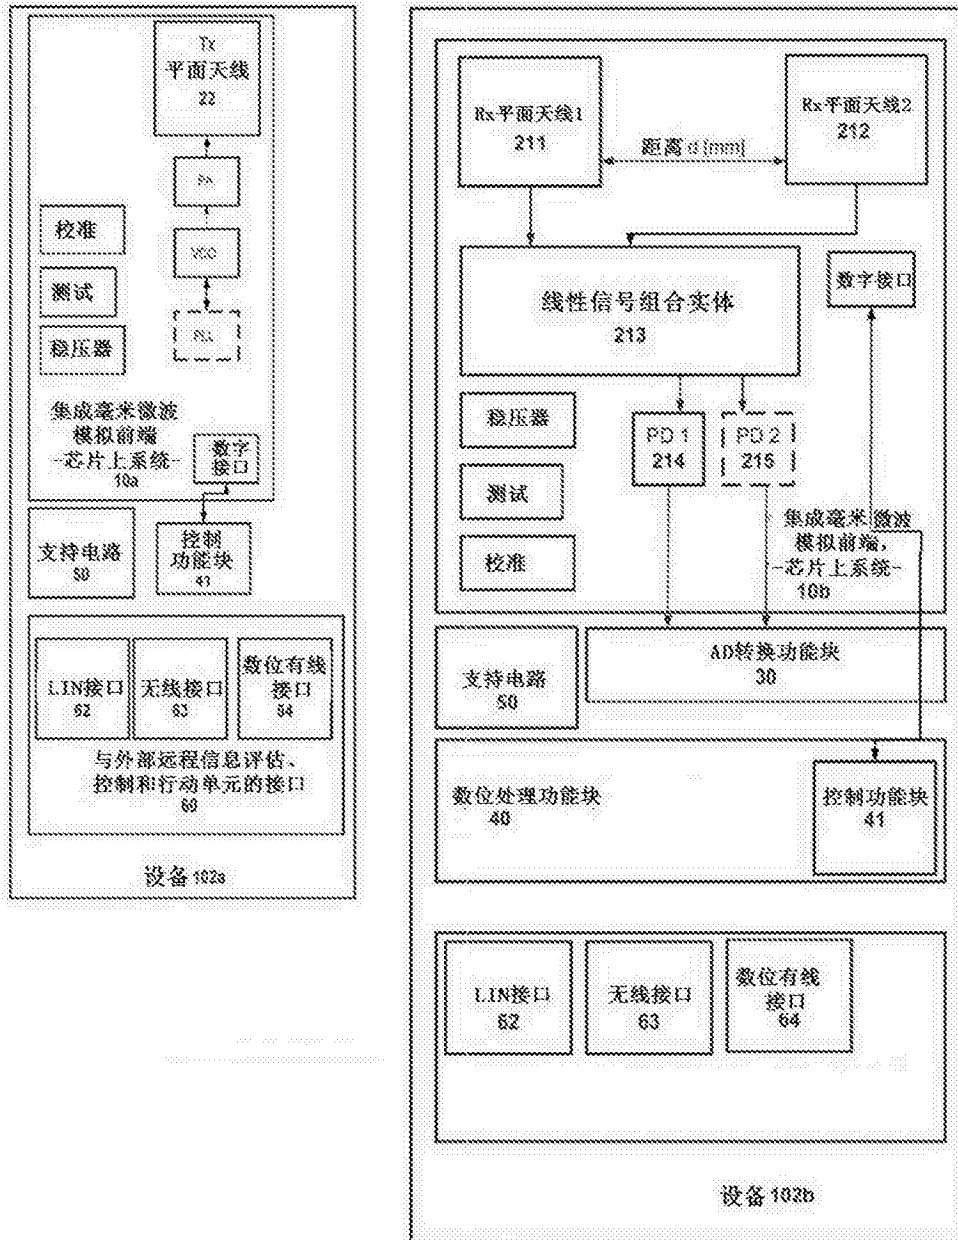 Tx
平面天线
22
PA
VCO
PLL
校准
测试
稳压器
集成毫米微波
模拟前端
-芯片上系统-
10a
数字
接口
支持电路
50
控制
功能块
41
LIN接口
62
无线接口
63
数位有线
接口
64
与外部远程信息评估、
控制和行动单元的接口
60
设备 102a
Rx平面天线1
211
距离 d [mm]
Rx平面天线2
212
线性信号组合实体
213
数字接口
稳压器
测试
校准
PD 1
214
PD 2
215
集成毫米微波
模拟前端,
-芯片上系统-
10b
支持电路
50
AD转换功能块
30
数位处理功能块
40
控制功能块
41
LIN接口
62
无线接口
63
数位有线
接口
64
设备 102b